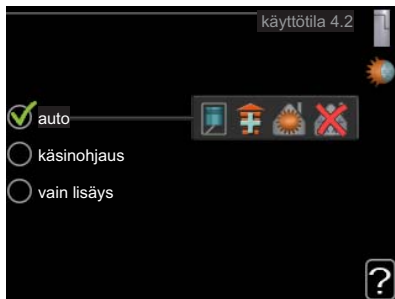 käyttötila 4.2
auto
käsinohjaus
vain lisäys
?